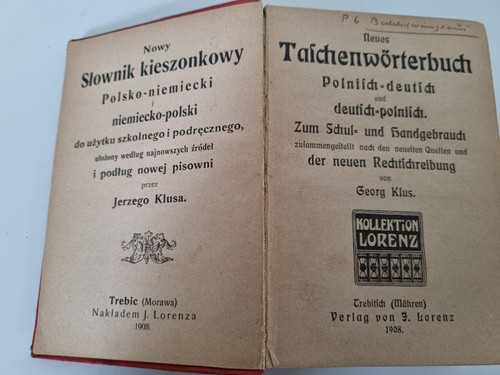 Nowy
Słownik kieszonkowy
Polsko-niemiecki
i
niemiecko-polski
do użytku szkolnego i podręcznego,
ułożony według najnowszych źródeł
i podług nowej pisowni
przez
Jerzego Klusa.
Trebic (Morawa)
Nakładem J. Lorenza
1908.
P 6
Neues
Taschenwörterbuch
Polnisch-deutsch
und
deutsch-polnisch.
Zum Schul- und Handgebrauch
zusammengestellt nach den neuesten Quellen und
der neuen Rechtschreibung
von
Georg Klus.
KOLLEKTION
LORENZ
Trebitsch (Mähren)
Verlag von J. Lorenz
1908.